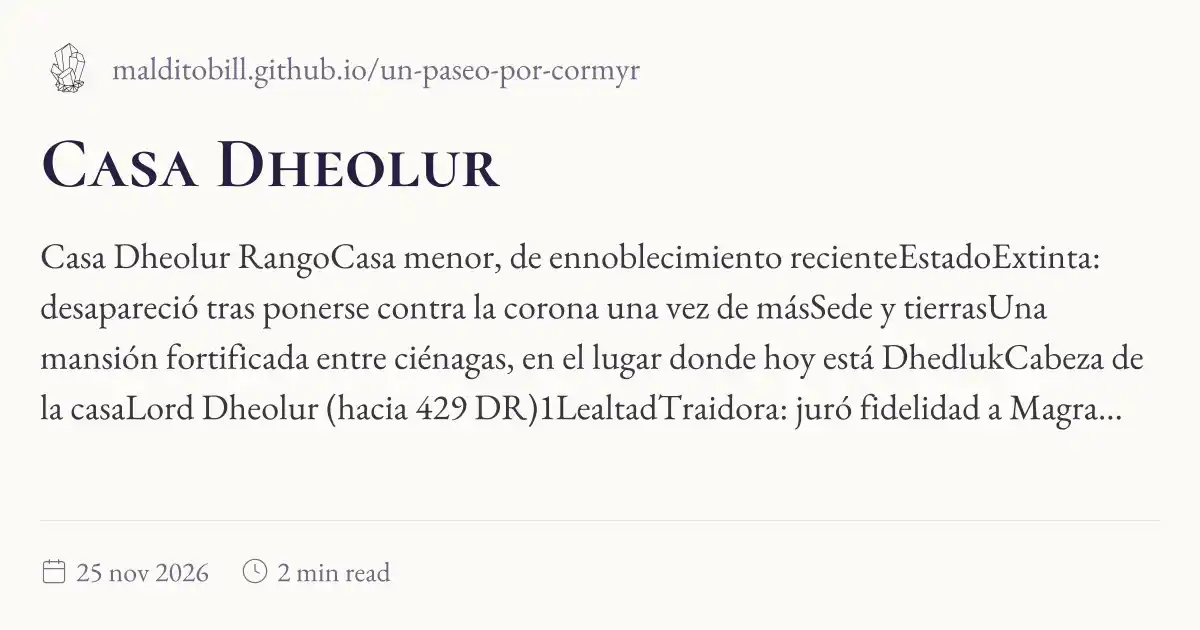 malditobill.github.io/un-paseo-por-cormyr
Casa Dheolur
Casa Dheolur RangoCasa menor, de ennoblecimiento recienteEstadoExtinta:
desapareció tras ponerse contra la corona una vez de másSede y tierrasUna
mansión fortificada entre ciénagas, en el lugar donde hoy está DhedlukCabeza de
la casaLord Dheolur (hacia 429 DR)1LealtadTraidora: juró fidelidad a Magra...
25 nov 2026
2 min read